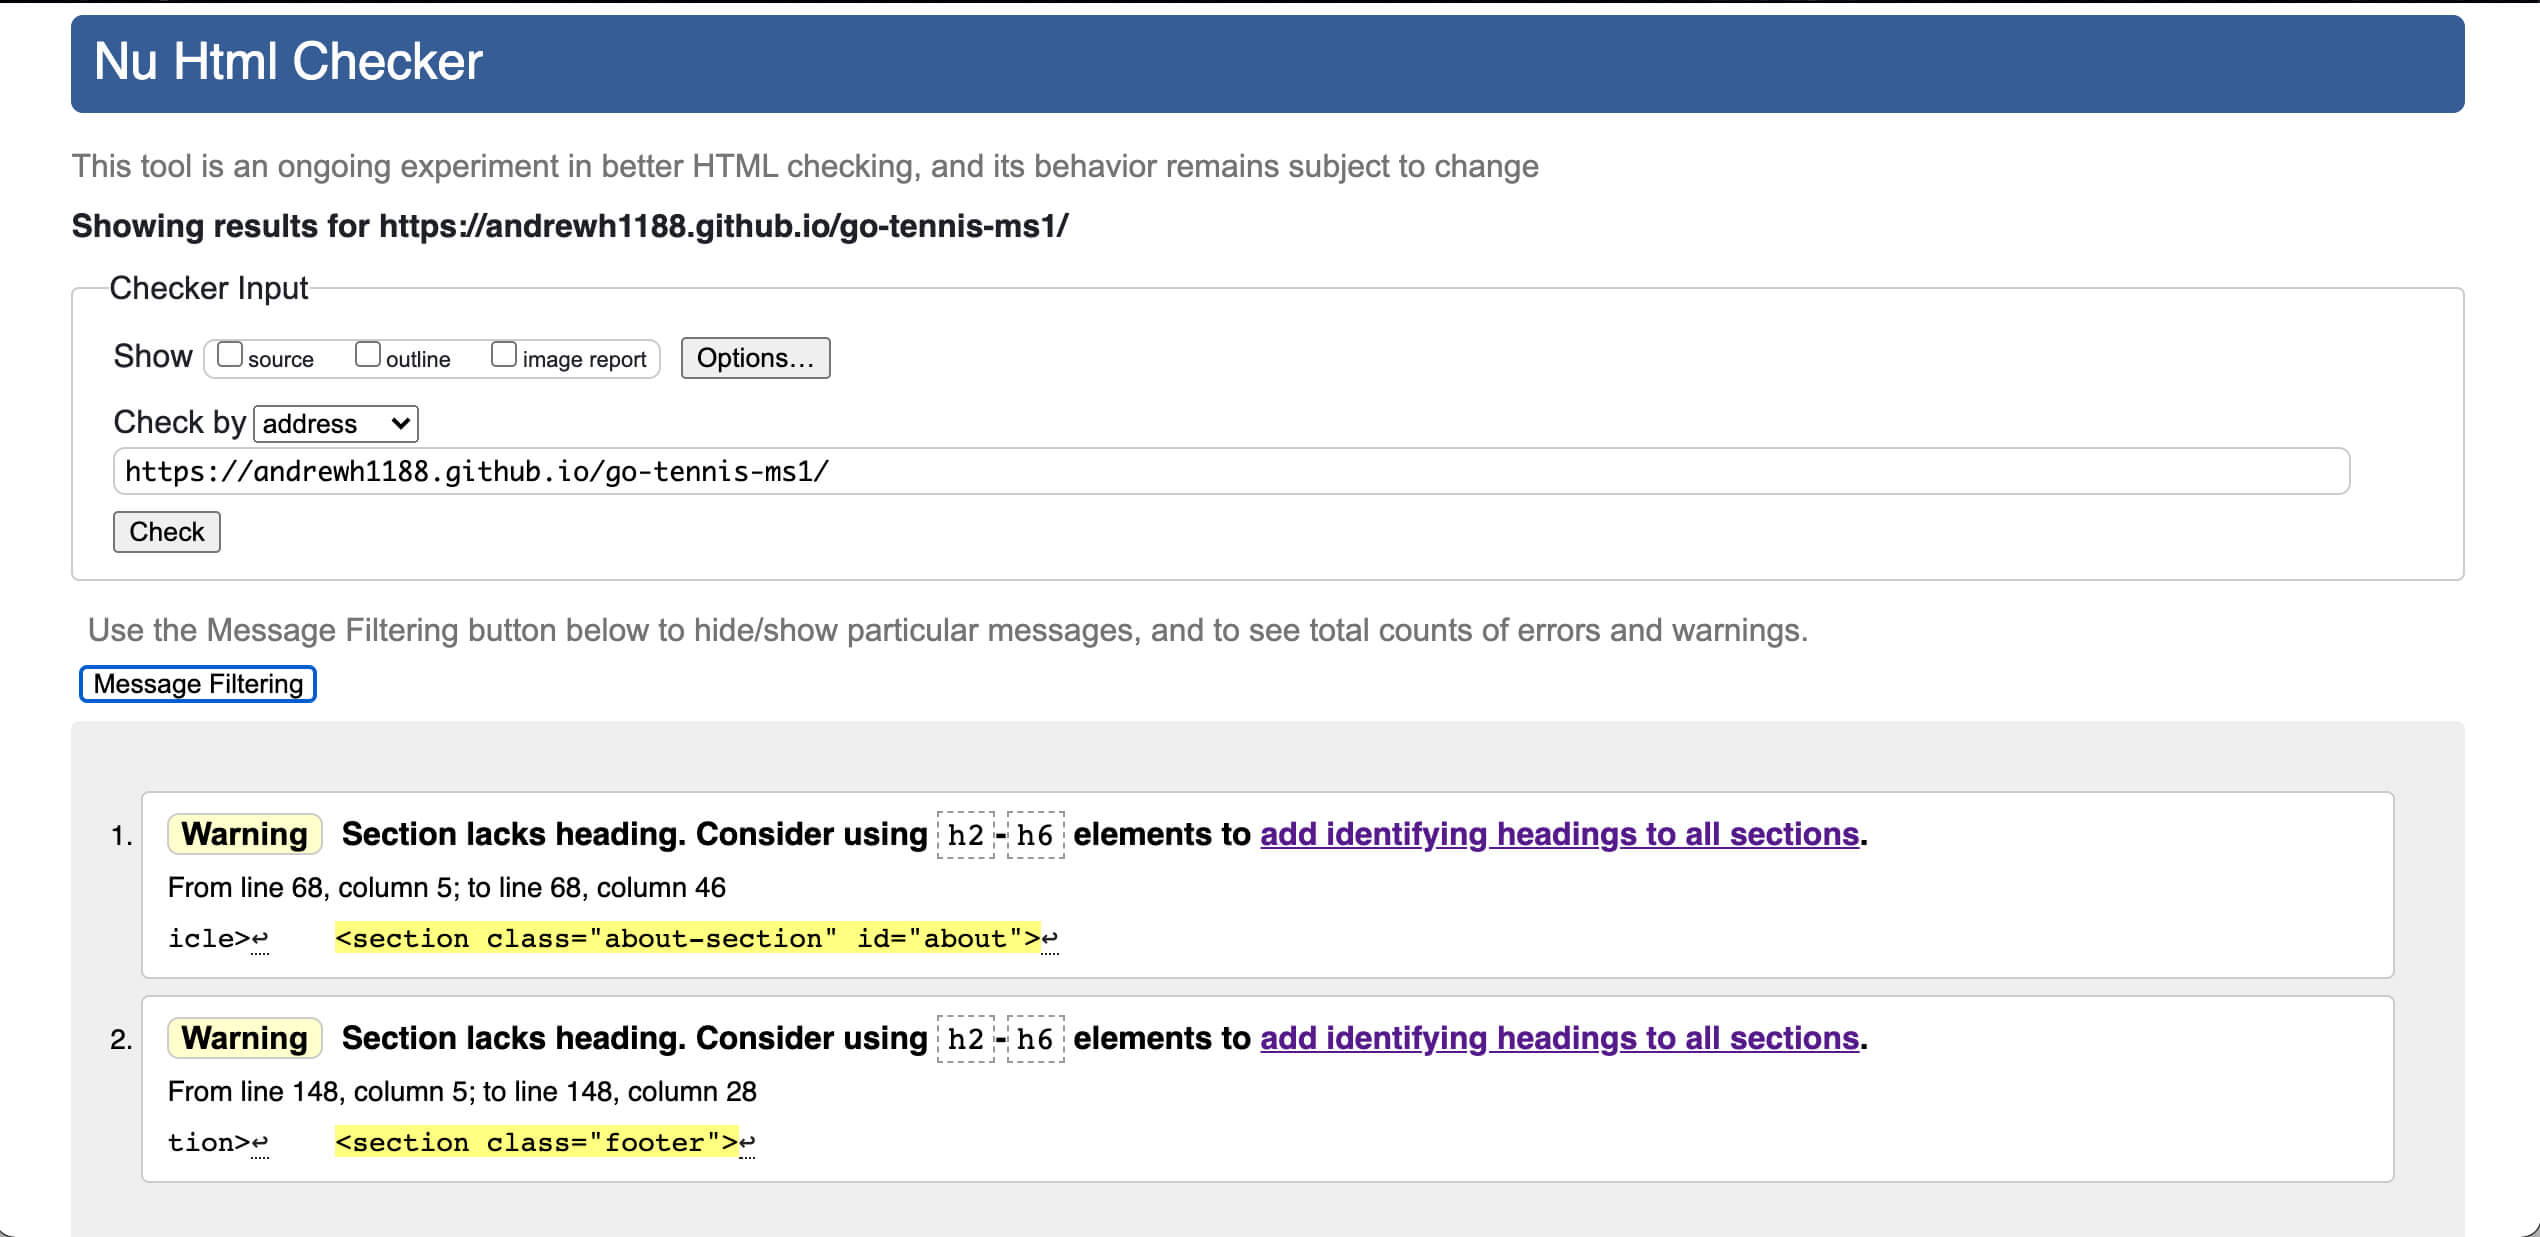 Nu Html Checker
This tool is an ongoing experiment in better HTML checking, and its behavior remains subject to change
Showing results for https://andrewh1188.github.io/go-tennis-ms1/
Checker Input
Show source outline image report Options...
Check by address
https://andrewh1188.github.io/go-tennis-ms1/
Check
Use the Message Filtering button below to hide/show particular messages, and to see total counts of errors and warnings.
Message Filtering
1. Warning Section lacks heading. Consider using h2-h6 elements to add identifying headings to all sections.
From line 68, column 5; to line 68, column 46
icle>↩ <section class="about-section" id="about">↩
2. Warning Section lacks heading. Consider using h2-h6 elements to add identifying headings to all sections.
From line 148, column 5; to line 148, column 28
tion>↩ <section class="footer">↩